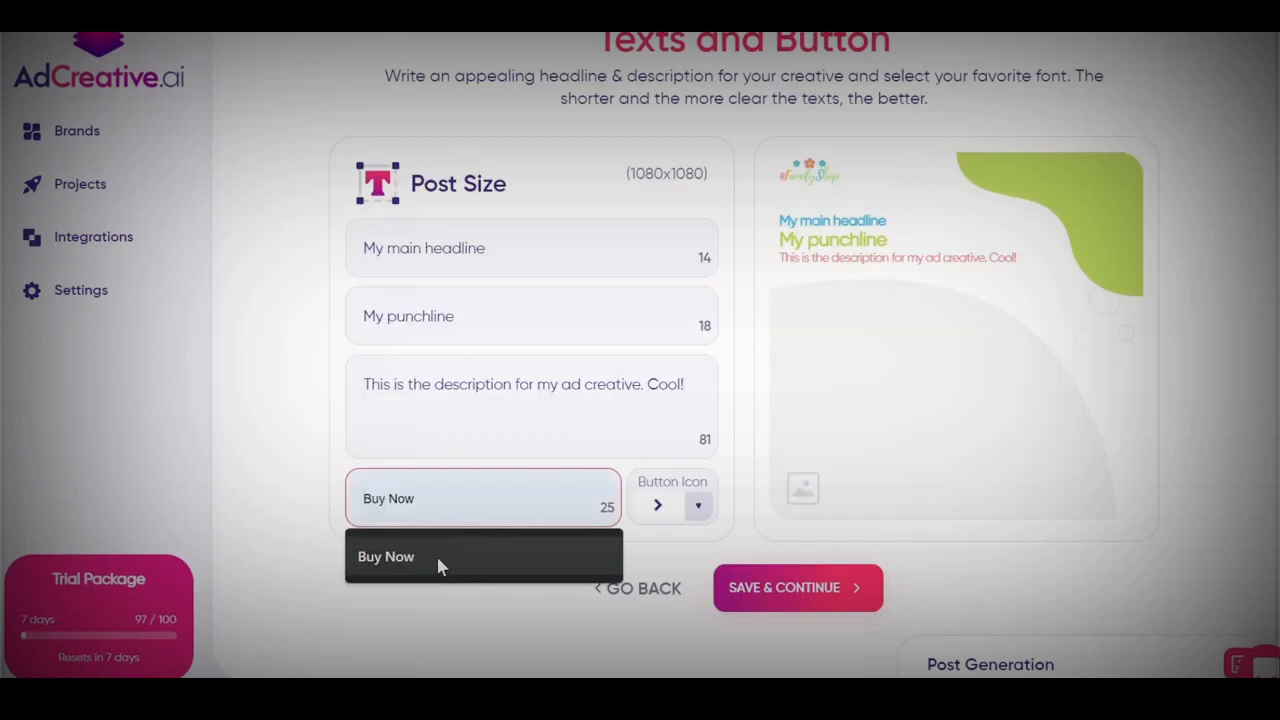 Texts and Button
AdCreative.ai
Write an appealing headline & description for your creative and select your favorite font. The
shorter and the more clear the texts, the better.
Brands
Projects
Integrations
Settings
T
Post Size
(1080x1080)
My main headline
14
My punchline
18
This is the description for my ad creative. Cool!
81
Buy Now
25
Button Icon
Buy Now
My main headline
My punchline
This is the description for my ad creative. Cool!
GO BACK
SAVE & CONTINUE
Trial Package
7 days
97 / 100
Resets in 7 days
Post Generation